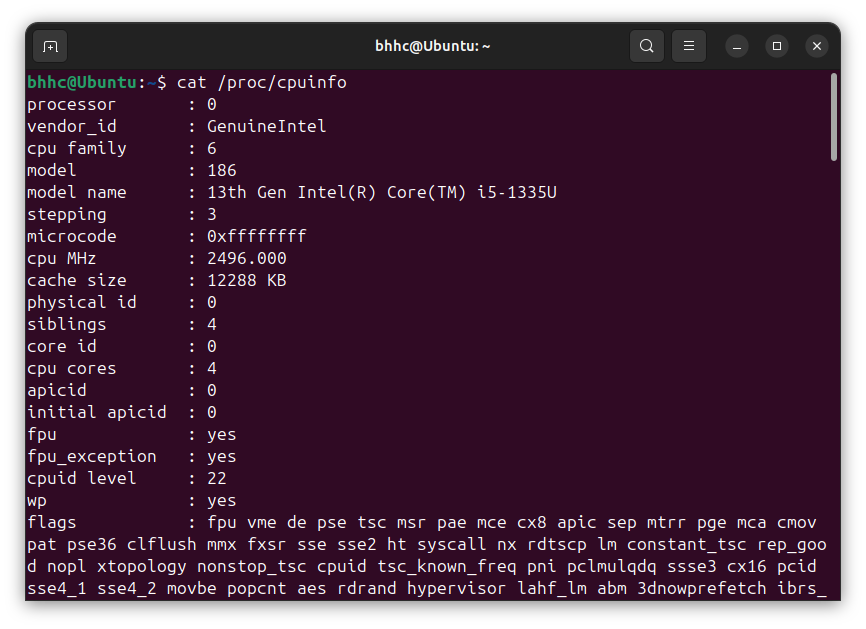 bhhc@Ubuntu: ~
bhhc@Ubuntu:~$ cat /proc/cpuinfo
processor : 0
vendor_id : GenuineIntel
cpu family : 6
model : 186
model name : 13th Gen Intel(R) Core(TM) i5-1335U
stepping : 3
microcode : 0xffffffff
cpu MHz : 2496.000
cache size : 12288 KB
physical id : 0
siblings : 4
core id : 0
cpu cores : 4
apicid : 0
initial apicid : 0
fpu : yes
fpu_exception : yes
cpuid level : 22
wp : yes
flags : fpu vme de pse tsc msr pae mce cx8 apic sep mtrr pge mca cmov
pat pse36 clflush mmx fxsr sse sse2 ht syscall nx rdtscp lm constant_tsc rep_goo
d nopl xtopology nonstop_tsc cpuid tsc_known_freq pni pclmulqdq ssse3 cx16 pcid
sse4_1 sse4_2 movbe popcnt aes rdrand hypervisor lahf_lm abm 3dnowprefetch ibrs_